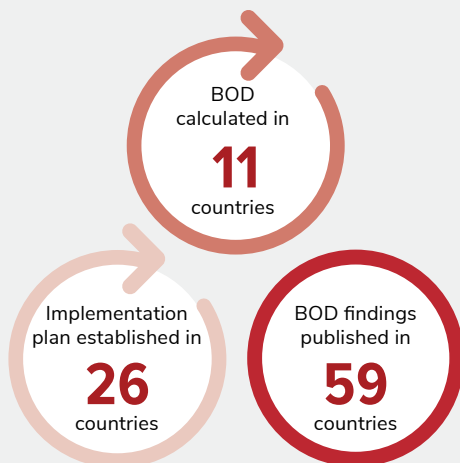 BOD
calculated in
11
countries
Implementation
plan established in
26
countries
BOD findings
published in
59
countries